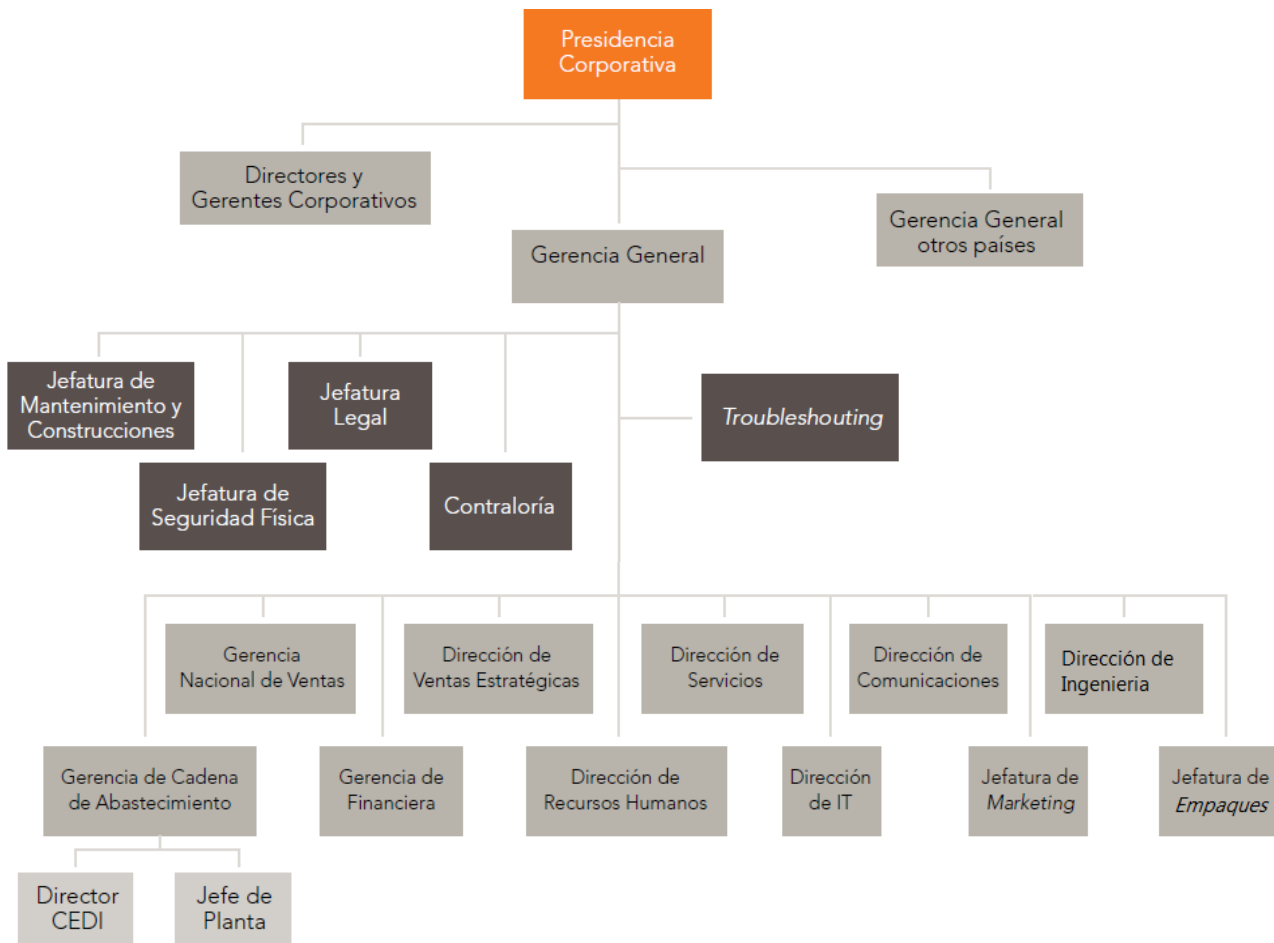 Presidencia
Corporativa
Directores y
Gerentes Corporativos
Gerencia General
otros países
Gerencia General
Jefatura de
Mantenimiento y
Construcciones
Jefatura
Legal
Troubleshouting
Jefatura de
Seguridad Física
Contraloría
Gerencia
Nacional de Ventas
Dirección de
Ventas Estratégicas
Dirección de
Servicios
Dirección de
Comunicaciones
Dirección de
Ingenieria
Gerencia de Cadena
de Abastecimiento
Gerencia de
Financiera
Dirección de
Recursos Humanos
Dirección
de IT
Jefatura de
Marketing
Jefatura de
Empaques
Director
CEDI
Jefe de
Planta